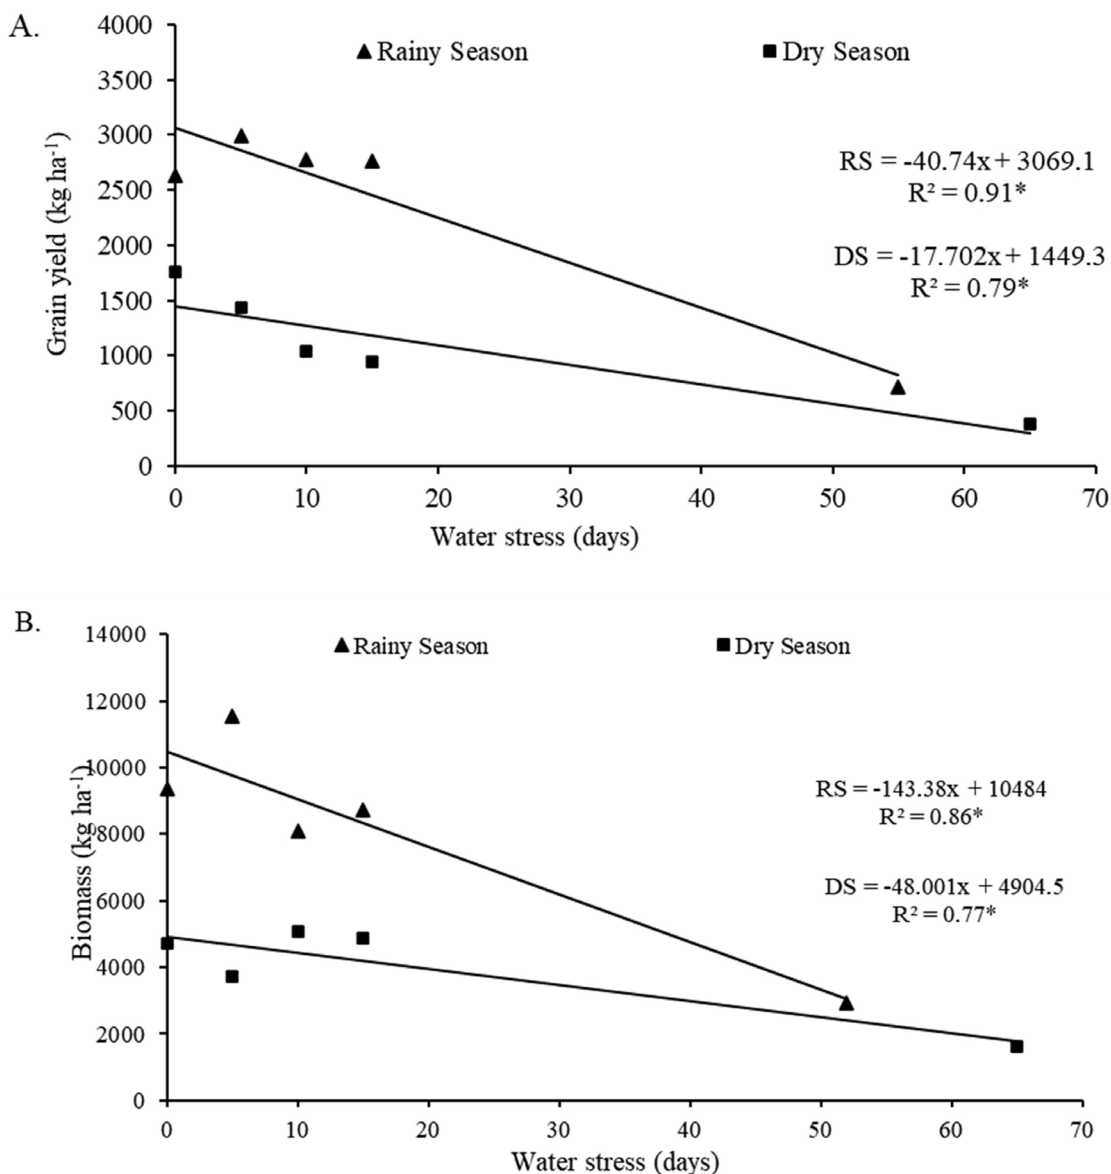 A.
4000
Rainy Season
Dry Season
3500
3000
RS = -40.74x + 3069.1
R² = 0.91*
2500
DS = -17.702x + 1449.3
R² = 0.79*
2000
1500
1000
500
0
Grain yield (kg ha⁻¹)
0 10 20 30 40 50 60 70
Water stress (days)
B.
14000
Rainy Season
Dry Season
12000
10000
RS = -143.38x + 10484
R² = 0.86*
8000
6000
DS = -48.001x + 4904.5
R² = 0.77*
4000
2000
0
Biomass (kg ha⁻¹)
0 10 20 30 40 50 60 70
Water stress (days)